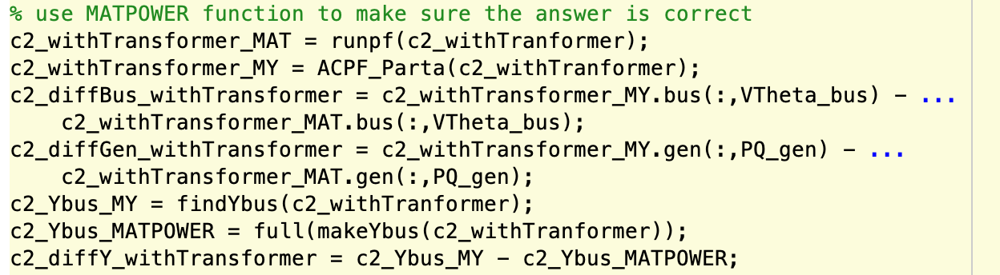 % use MATPOWER function to make sure the answer is correct
c2_withTransformer_MAT = runpf(c2_withTranformer);
c2_withTransformer_MY = ACPF_Parta(c2_withTranformer);
c2_diffBus_withTransformer = c2_withTransformer_MY.bus(:,VTheta_bus) - ...
    c2_withTransformer_MAT.bus(:,VTheta_bus);
c2_diffGen_withTransformer = c2_withTransformer_MY.gen(:,PQ_gen) - ...
    c2_withTransformer_MAT.gen(:,PQ_gen);
c2_Ybus_MY = findYbus(c2_withTranformer);
c2_Ybus_MATPOWER = full(makeYbus(c2_withTranformer));
c2_diffY_withTransformer = c2_Ybus_MY - c2_Ybus_MATPOWER;